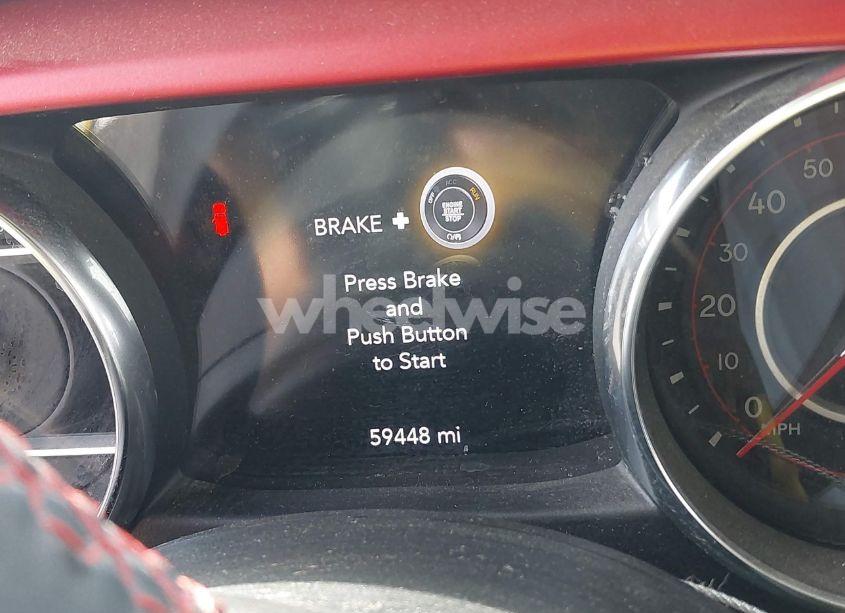 OFF ACC RUN
ENGINE
START
STOP
BRAKE +
Press Brake
and
Push Button
to Start
wheelwise
59448 mi
50
40
30
20
10
0
MPH